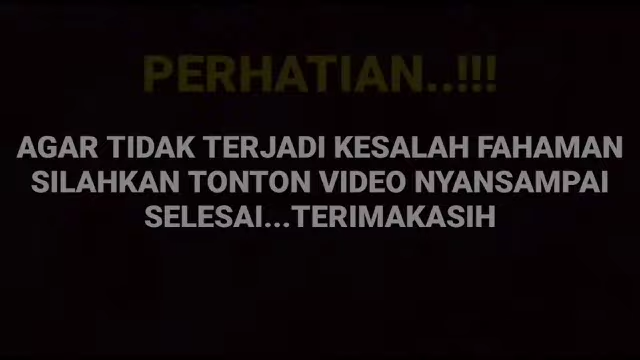 PERHATIAN..!!!
AGAR TIDAK TERJADI KESALAH FAHAMAN
SILAHKAN TONTON VIDEO NYANSAMPAI
SELESAI...TERIMAKASIH